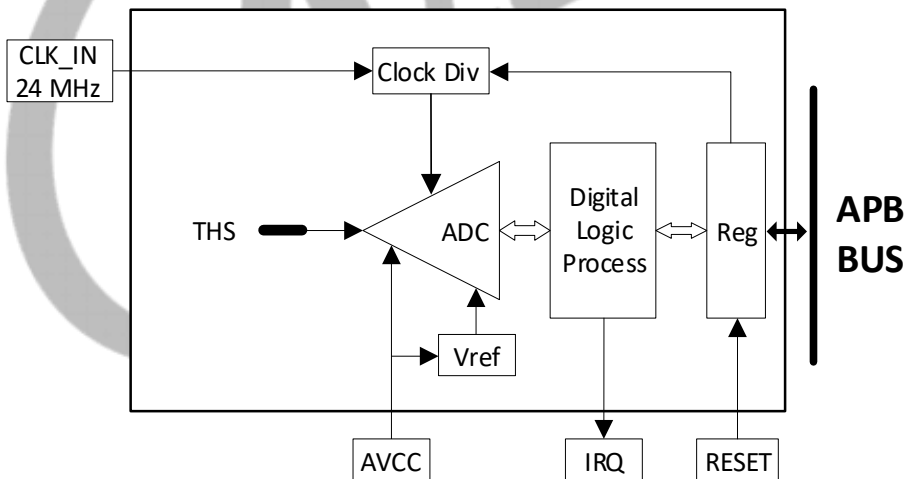 CLK_IN
24 MHz
Clock Div
THS
ADC
Digital
Logic
Process
Reg
APB
BUS
Vref
AVCC
IRQ
RESET